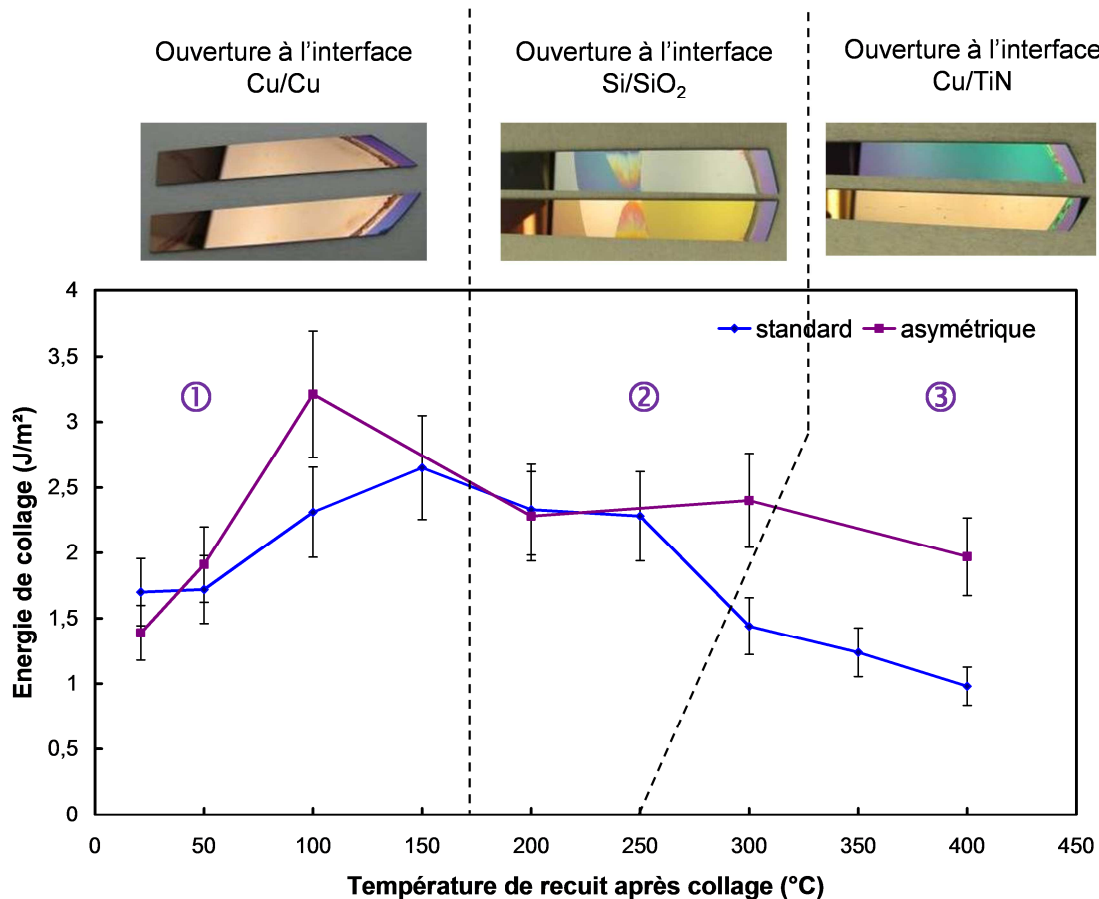 Ouverture à l’interface
Cu/Cu
Ouverture à l’interface
Si/SiO₂
Ouverture à l’interface
Cu/TiN
4
3,5
3
2,5
2
1,5
1
0,5
0
Energie de collage (J/m²)
standard
asymétrique
①
②
③
0 50 100 150 200 250 300 350 400 450
Température de recuit après collage (°C)